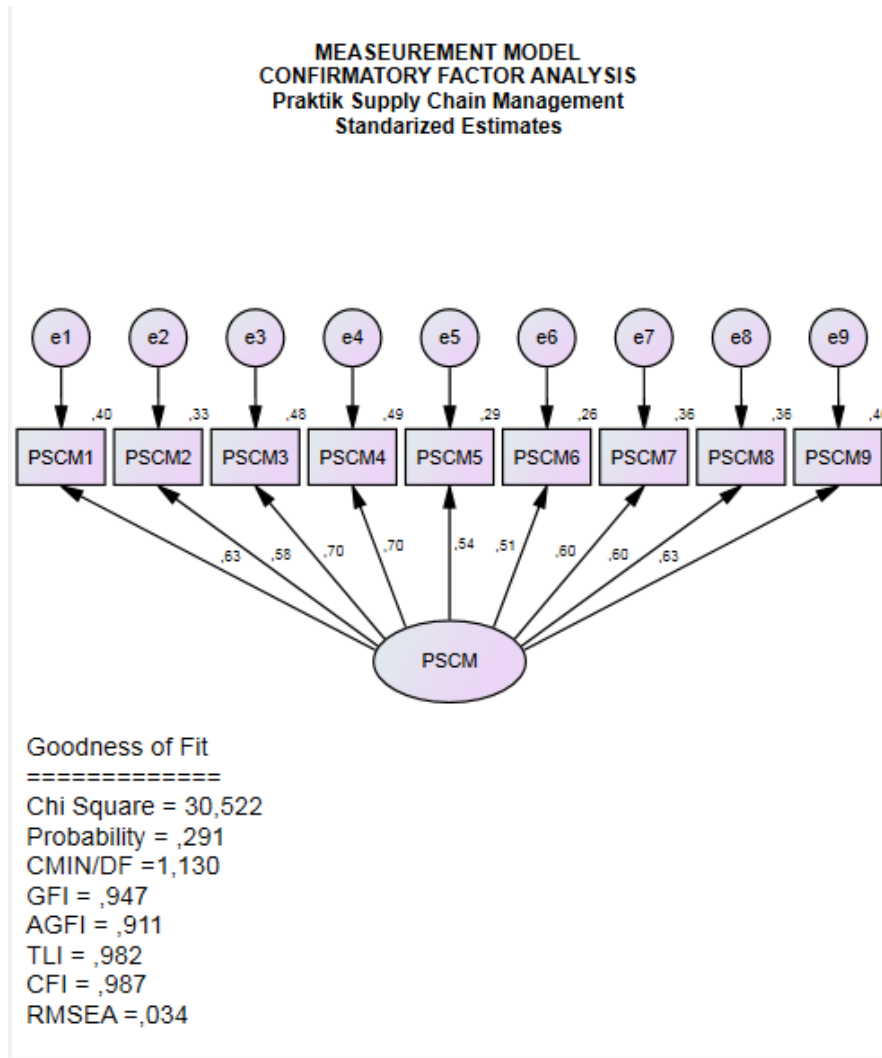 MEASEUREMENT MODEL
CONFIRMATORY FACTOR ANALYSIS
Praktik Supply Chain Management
Standarized Estimates
e1 e2 e3 e4 e5 e6 e7 e8 e9
,40 ,33 ,48 ,49 ,29 ,26 ,36 ,36
PSCM1 PSCM2 PSCM3 PSCM4 PSCM5 PSCM6 PSCM7 PSCM8 PSCM9
,63 ,58 ,70 ,70 ,54 ,51 ,60 ,60 ,63
PSCM
Goodness of Fit
=============
Chi Square = 30,522
Probability = ,291
CMIN/DF =1,130
GFI = ,947
AGFI = ,911
TLI = ,982
CFI = ,987
RMSEA =,034